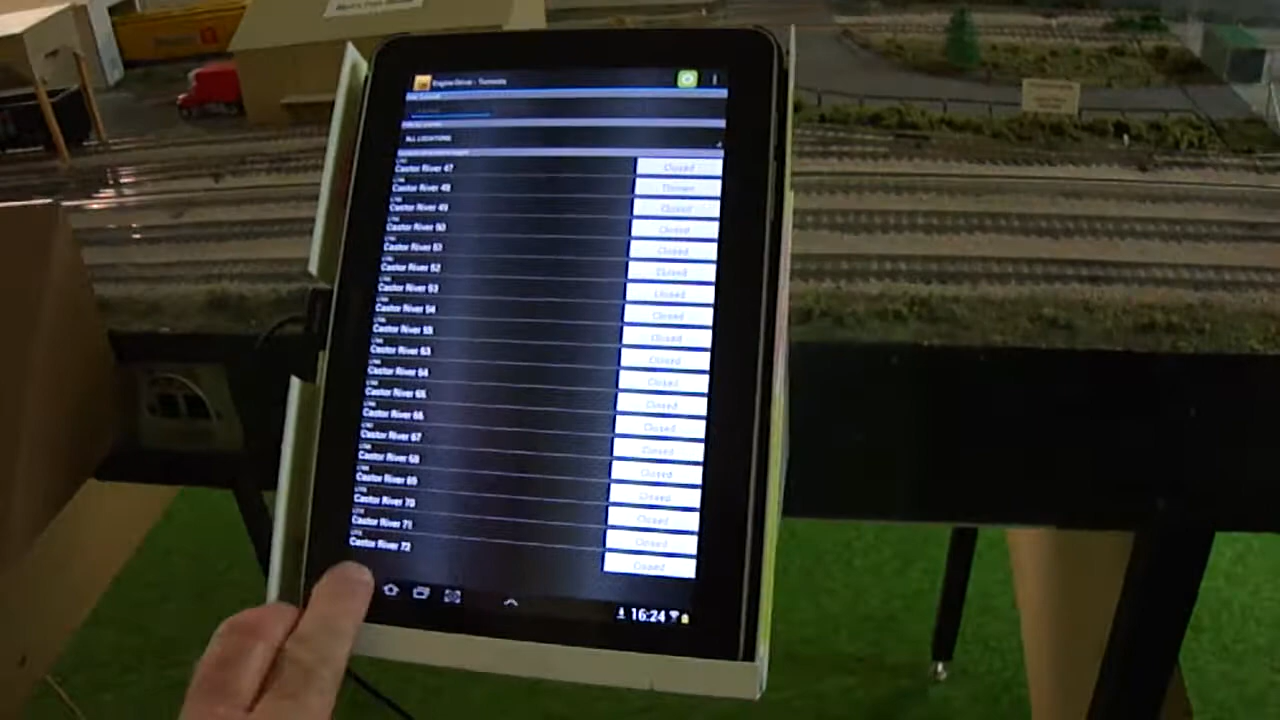 Engine Driver - Turnouts
ALL LOCATIONS
Castor River 47 Closed
Castor River 48 Thrown
Castor River 49 Closed
Castor River 50 Closed
Castor River 51 Closed
Castor River 52 Closed
Castor River 53 Closed
Castor River 54 Closed
Castor River 55 Closed
Castor River 63 Closed
Castor River 64 Closed
Castor River 65 Closed
Castor River 66 Closed
Castor River 67 Closed
Castor River 68 Closed
Castor River 69 Closed
Castor River 70 Closed
Castor River 71 Closed
Castor River 72 Closed
Closed
16:24